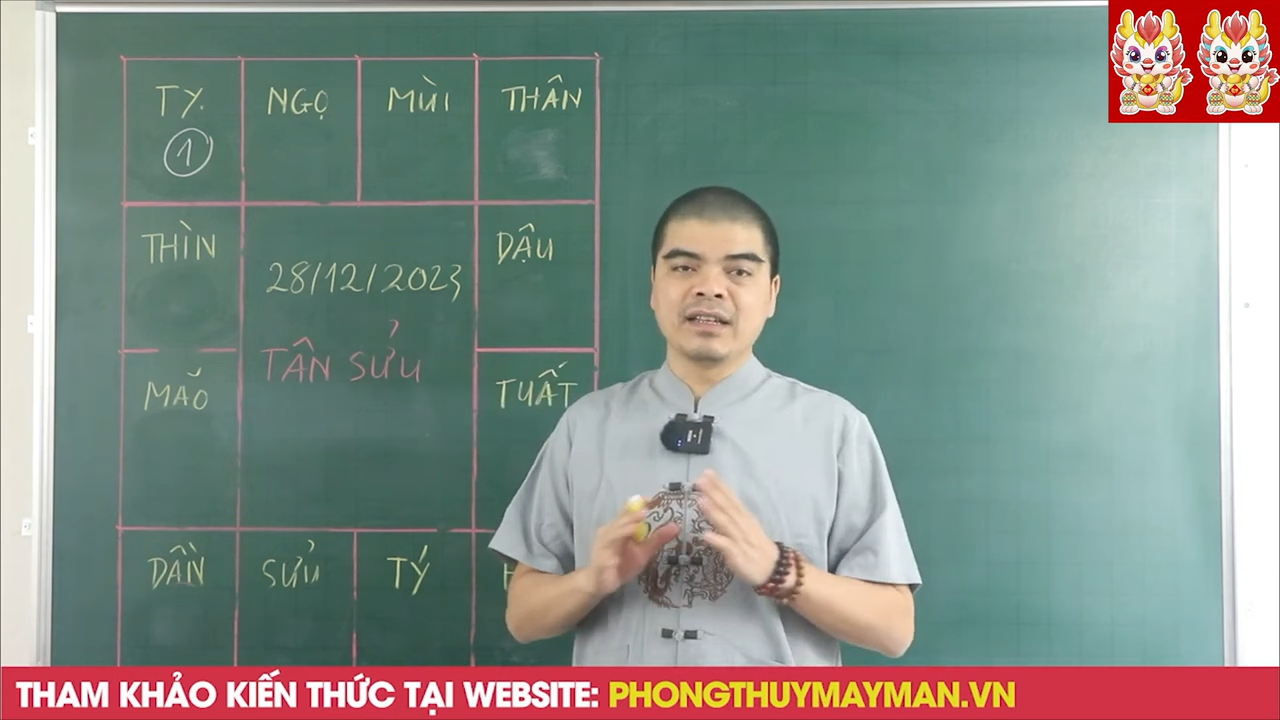 TỴ.
NGỌ
MÙI
THÂN
1
THÌN
DẬU
28/12/2023
TÂN SỬU
MÃO
TUẤT
DẦN
SỬU
TÝ
THAM KHẢO KIẾN THỨC TẠI WEBSITE: PHONGTHUYMAYMAN.VN